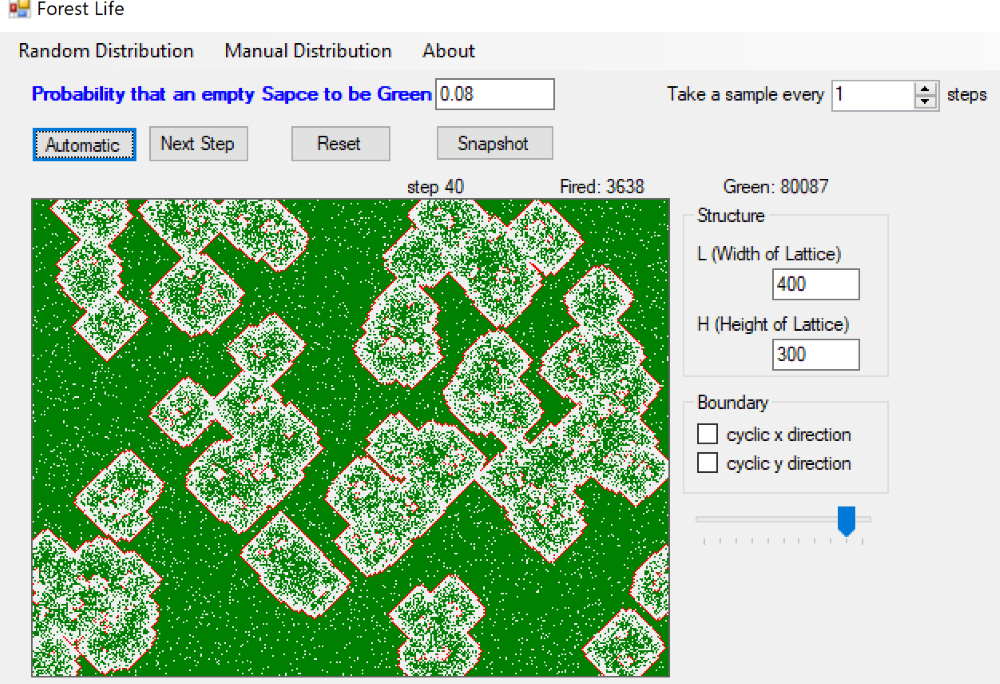 Forest Life
Random Distribution Manual Distribution About
Probability that an empty Sapce to be Green 0.08 Take a sample every 1 steps
Automatic Next Step Reset Snapshot
step 40 Fired: 3638 Green: 80087
Structure
L (Width of Lattice)
400
H (Height of Lattice)
300
Boundary
cyclic x direction
cyclic y direction